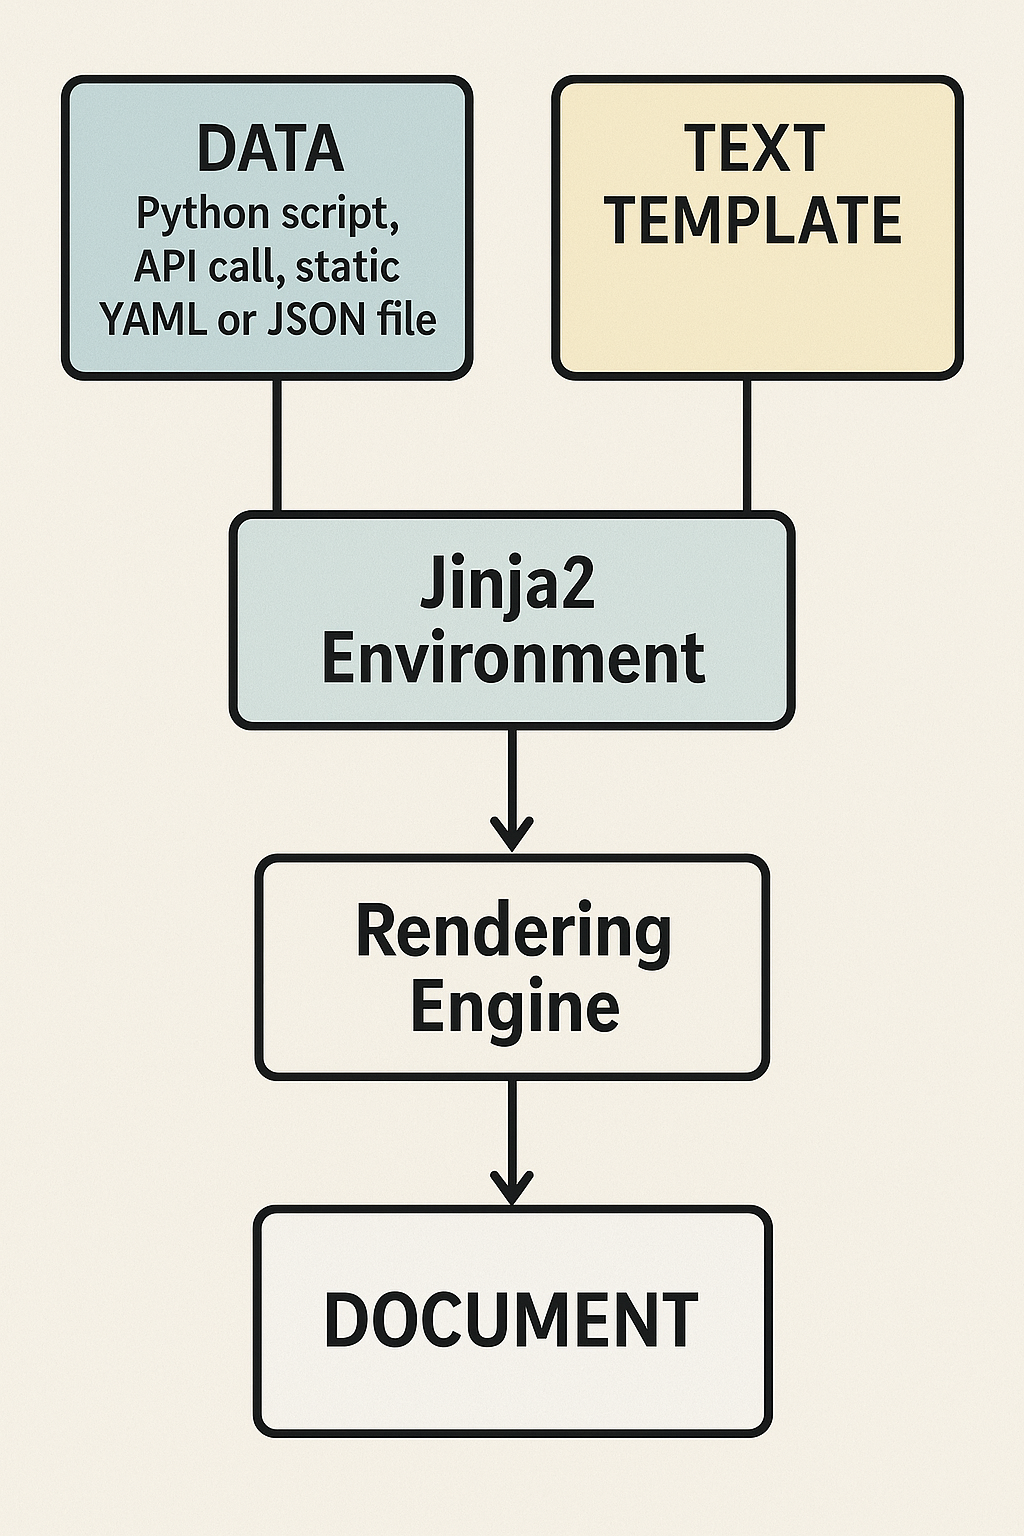 DATA
Python script,
API call, static
YAML or JSON file
TEXT
TEMPLATE
Jinja2
Environment
Rendering
Engine
DOCUMENT